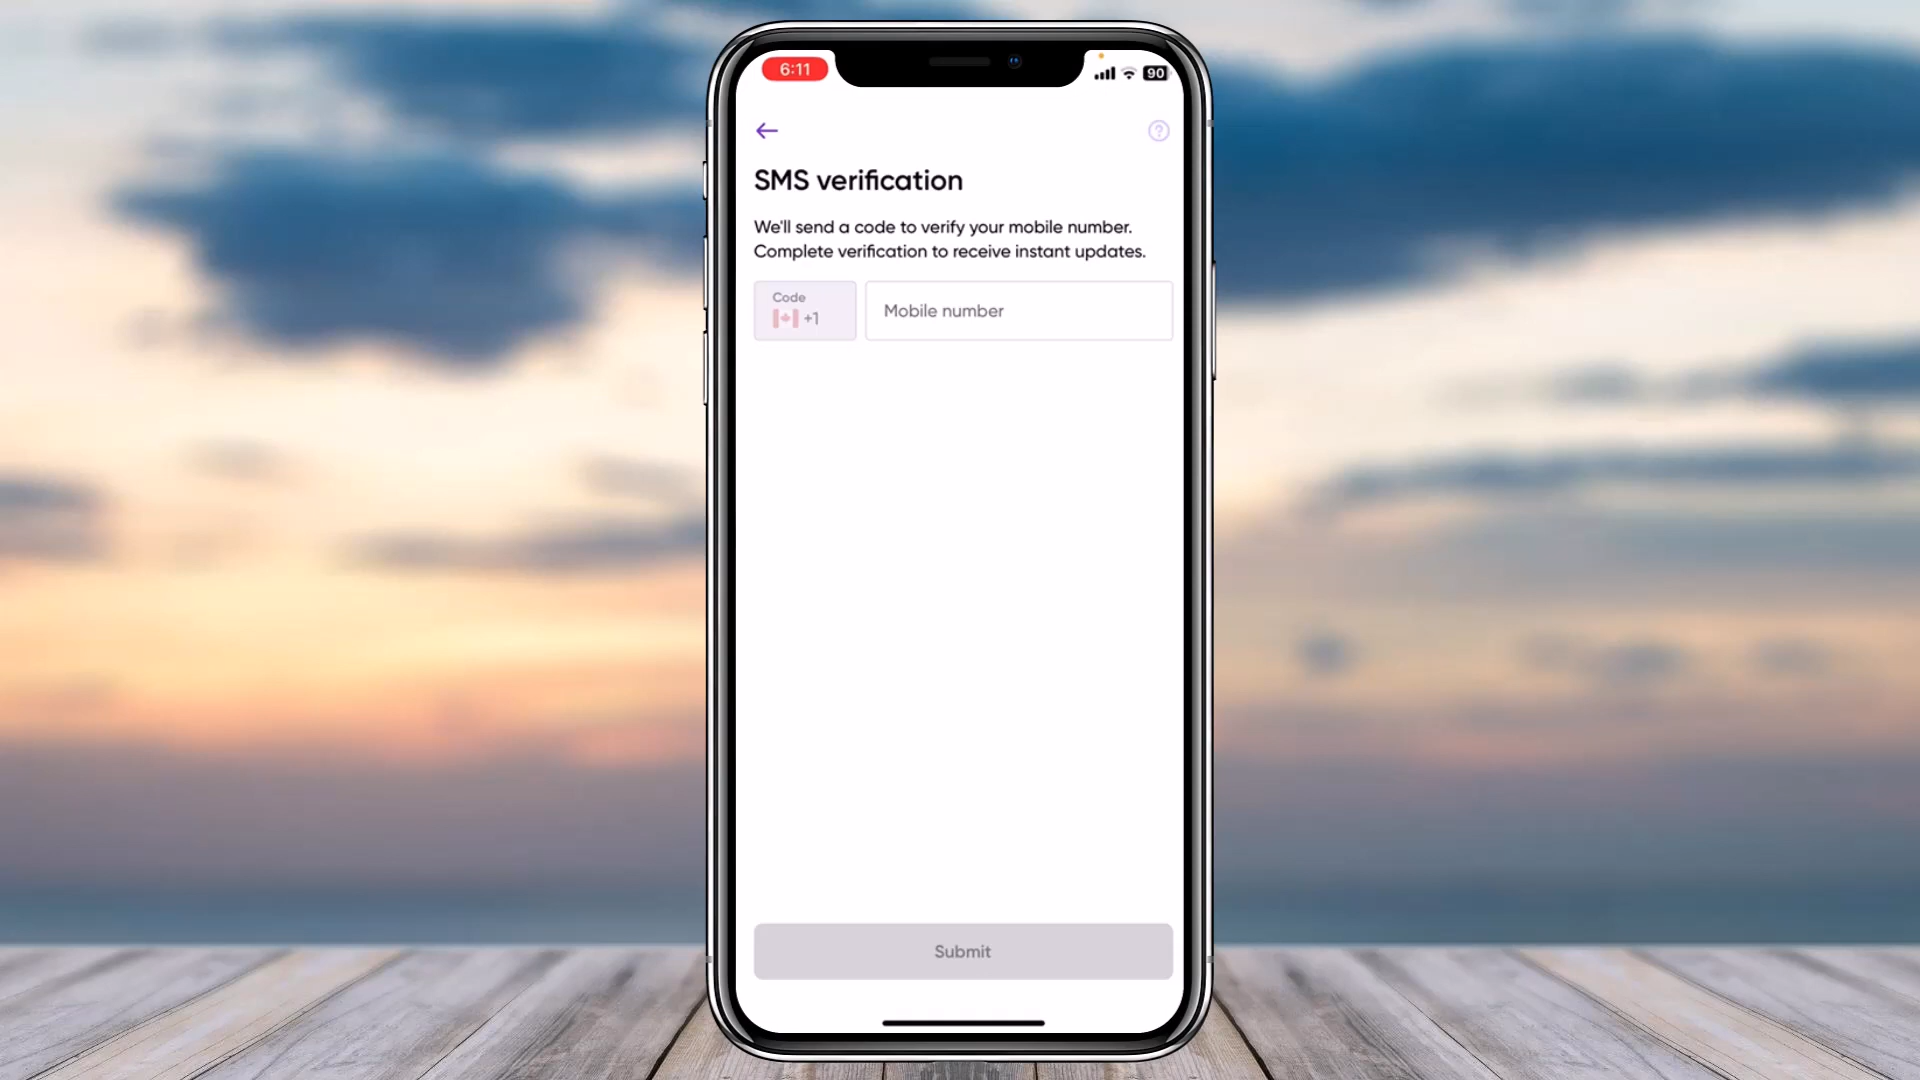 6:11
90
SMS verification
We'll send a code to verify your mobile number.
Complete verification to receive instant updates.
Code
+1
Mobile number
Submit